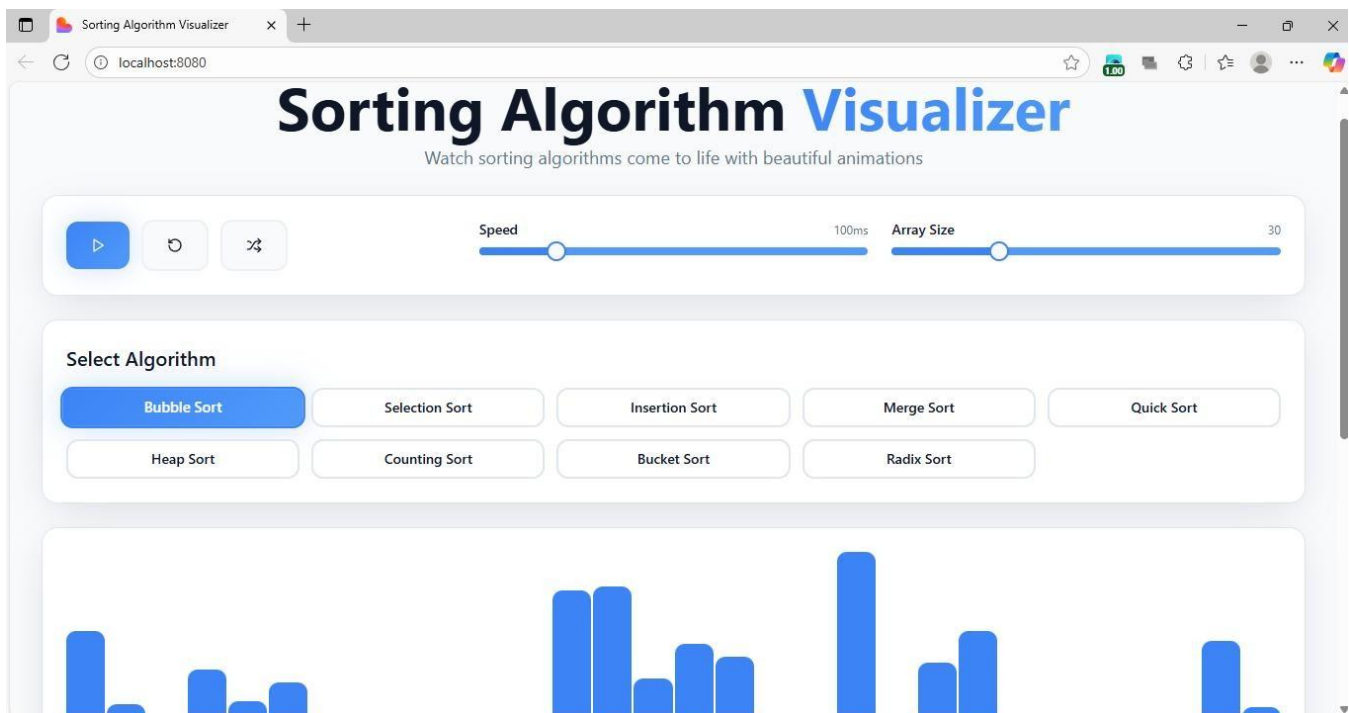 Sorting Algorithm Visualizer
localhost:8080
1.00
Sorting Algorithm Visualizer
Watch sorting algorithms come to life with beautiful animations
Speed 100ms Array Size 30
Select Algorithm
Bubble Sort Selection Sort Insertion Sort Merge Sort Quick Sort
Heap Sort Counting Sort Bucket Sort Radix Sort